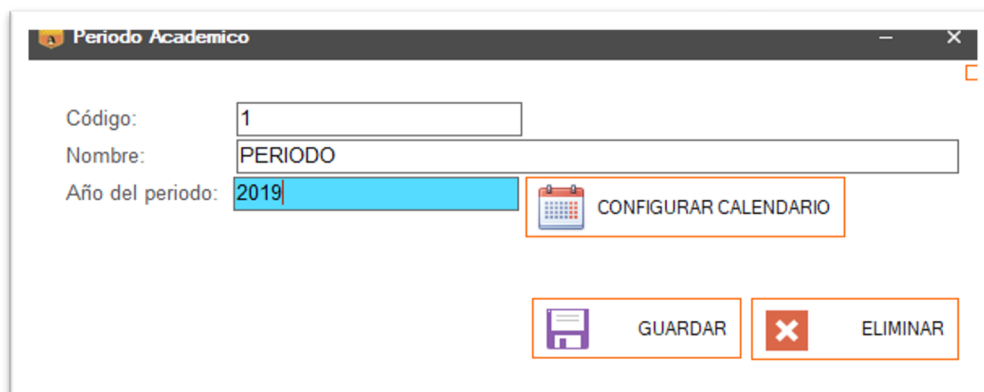 Periodo Academico
Código: 1
Nombre: PERIODO
Año del periodo: 2019 CONFIGURAR CALENDARIO
GUARDAR ELIMINAR